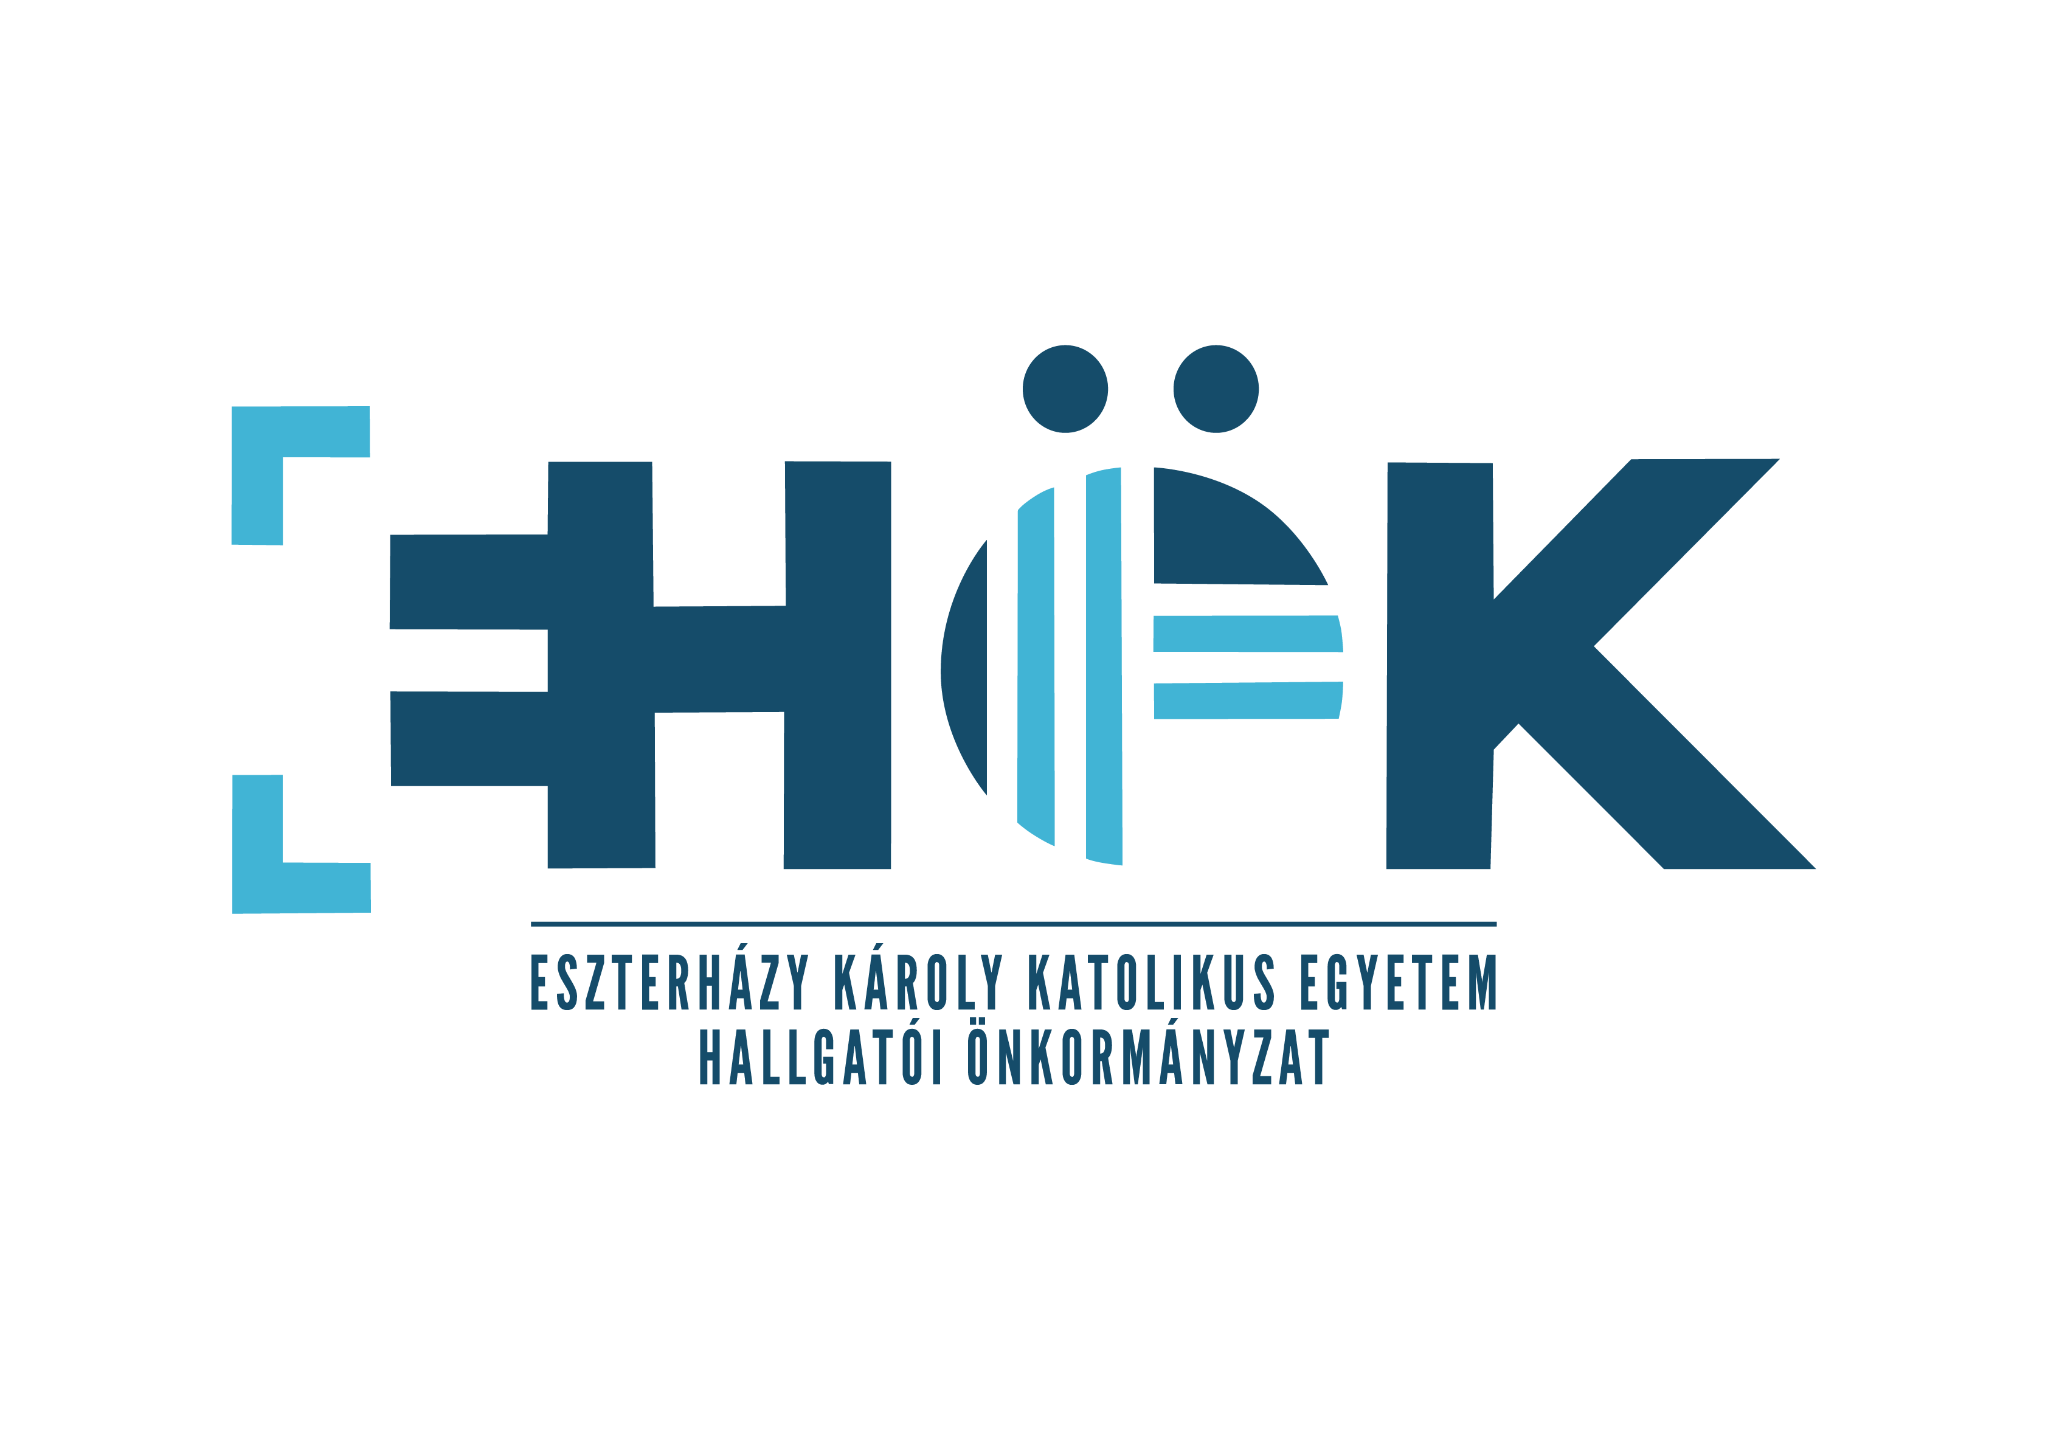 EHÖK
ESZTERHÁZY KÁROLY KATOLIKUS EGYETEM
HALLGATÓI ÖNKORMÁNYZAT